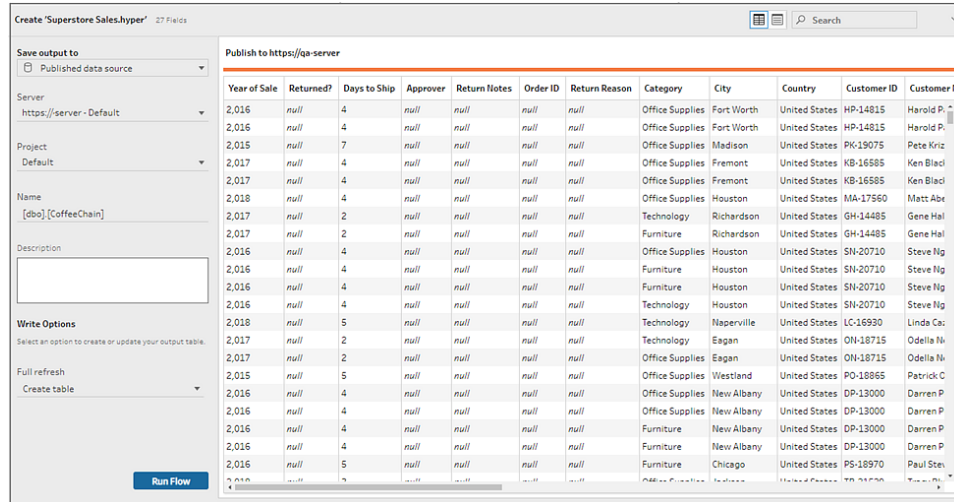 Create 'Superstore Sales.hyper' 27 Fields
Search
Save output to
Published data source
Server
https://-server - Default
Project
Default
Name
[dbo].[CoffeeChain]
Description
Write Options
Select an option to create or update your output table.
Full refresh
Create table
Run Flow
Publish to https://qa-server
Year of Sale Returned? Days to Ship Approver Return Notes Order ID Return Reason Category City Country Customer ID Customer
2,016 null 4 null null null null Office Supplies Fort Worth United States HP-14815 Harold P
2,016 null 4 null null null null Office Supplies Fort Worth United States HP-14815 Harold P
2,015 null 7 null null null null Office Supplies Madison United States PK-19075 Pete Kriz
2,017 null 4 null null null null Office Supplies Fremont United States KB-16585 Ken Blac
2,017 null 4 null null null null Office Supplies Fremont United States KB-16585 Ken Blac
2,018 null 4 null null null null Office Supplies Houston United States MA-17560 Matt Abe
2,017 null 2 null null null null Technology Richardson United States GH-14485 Gene Hal
2,017 null 2 null null null null Furniture Richardson United States GH-14485 Gene Hal
2,016 null 4 null null null null Office Supplies Houston United States SN-20710 Steve Ng
2,016 null 4 null null null null Furniture Houston United States SN-20710 Steve Ng
2,016 null 4 null null null null Furniture Houston United States SN-20710 Steve Ng
2,016 null 4 null null null null Technology Houston United States SN-20710 Steve Ng
2,018 null 5 null null null null Technology Naperville United States LC-16930 Linda Caz
2,017 null 2 null null null null Technology Eagan United States ON-18715 Odella N
2,017 null 2 null null null null Office Supplies Eagan United States ON-18715 Odella N
2,015 null 5 null null null null Office Supplies Westland United States PO-18865 Patrick O
2,016 null 4 null null null null Office Supplies New Albany United States DP-13000 Darren P
2,016 null 4 null null null null Office Supplies New Albany United States DP-13000 Darren P
2,016 null 4 null null null null Furniture New Albany United States DP-13000 Darren P
2,016 null 4 null null null null Furniture New Albany United States DP-13000 Darren P
2,016 null 5 null null null null Furniture Chicago United States PS-18970 Paul Stev